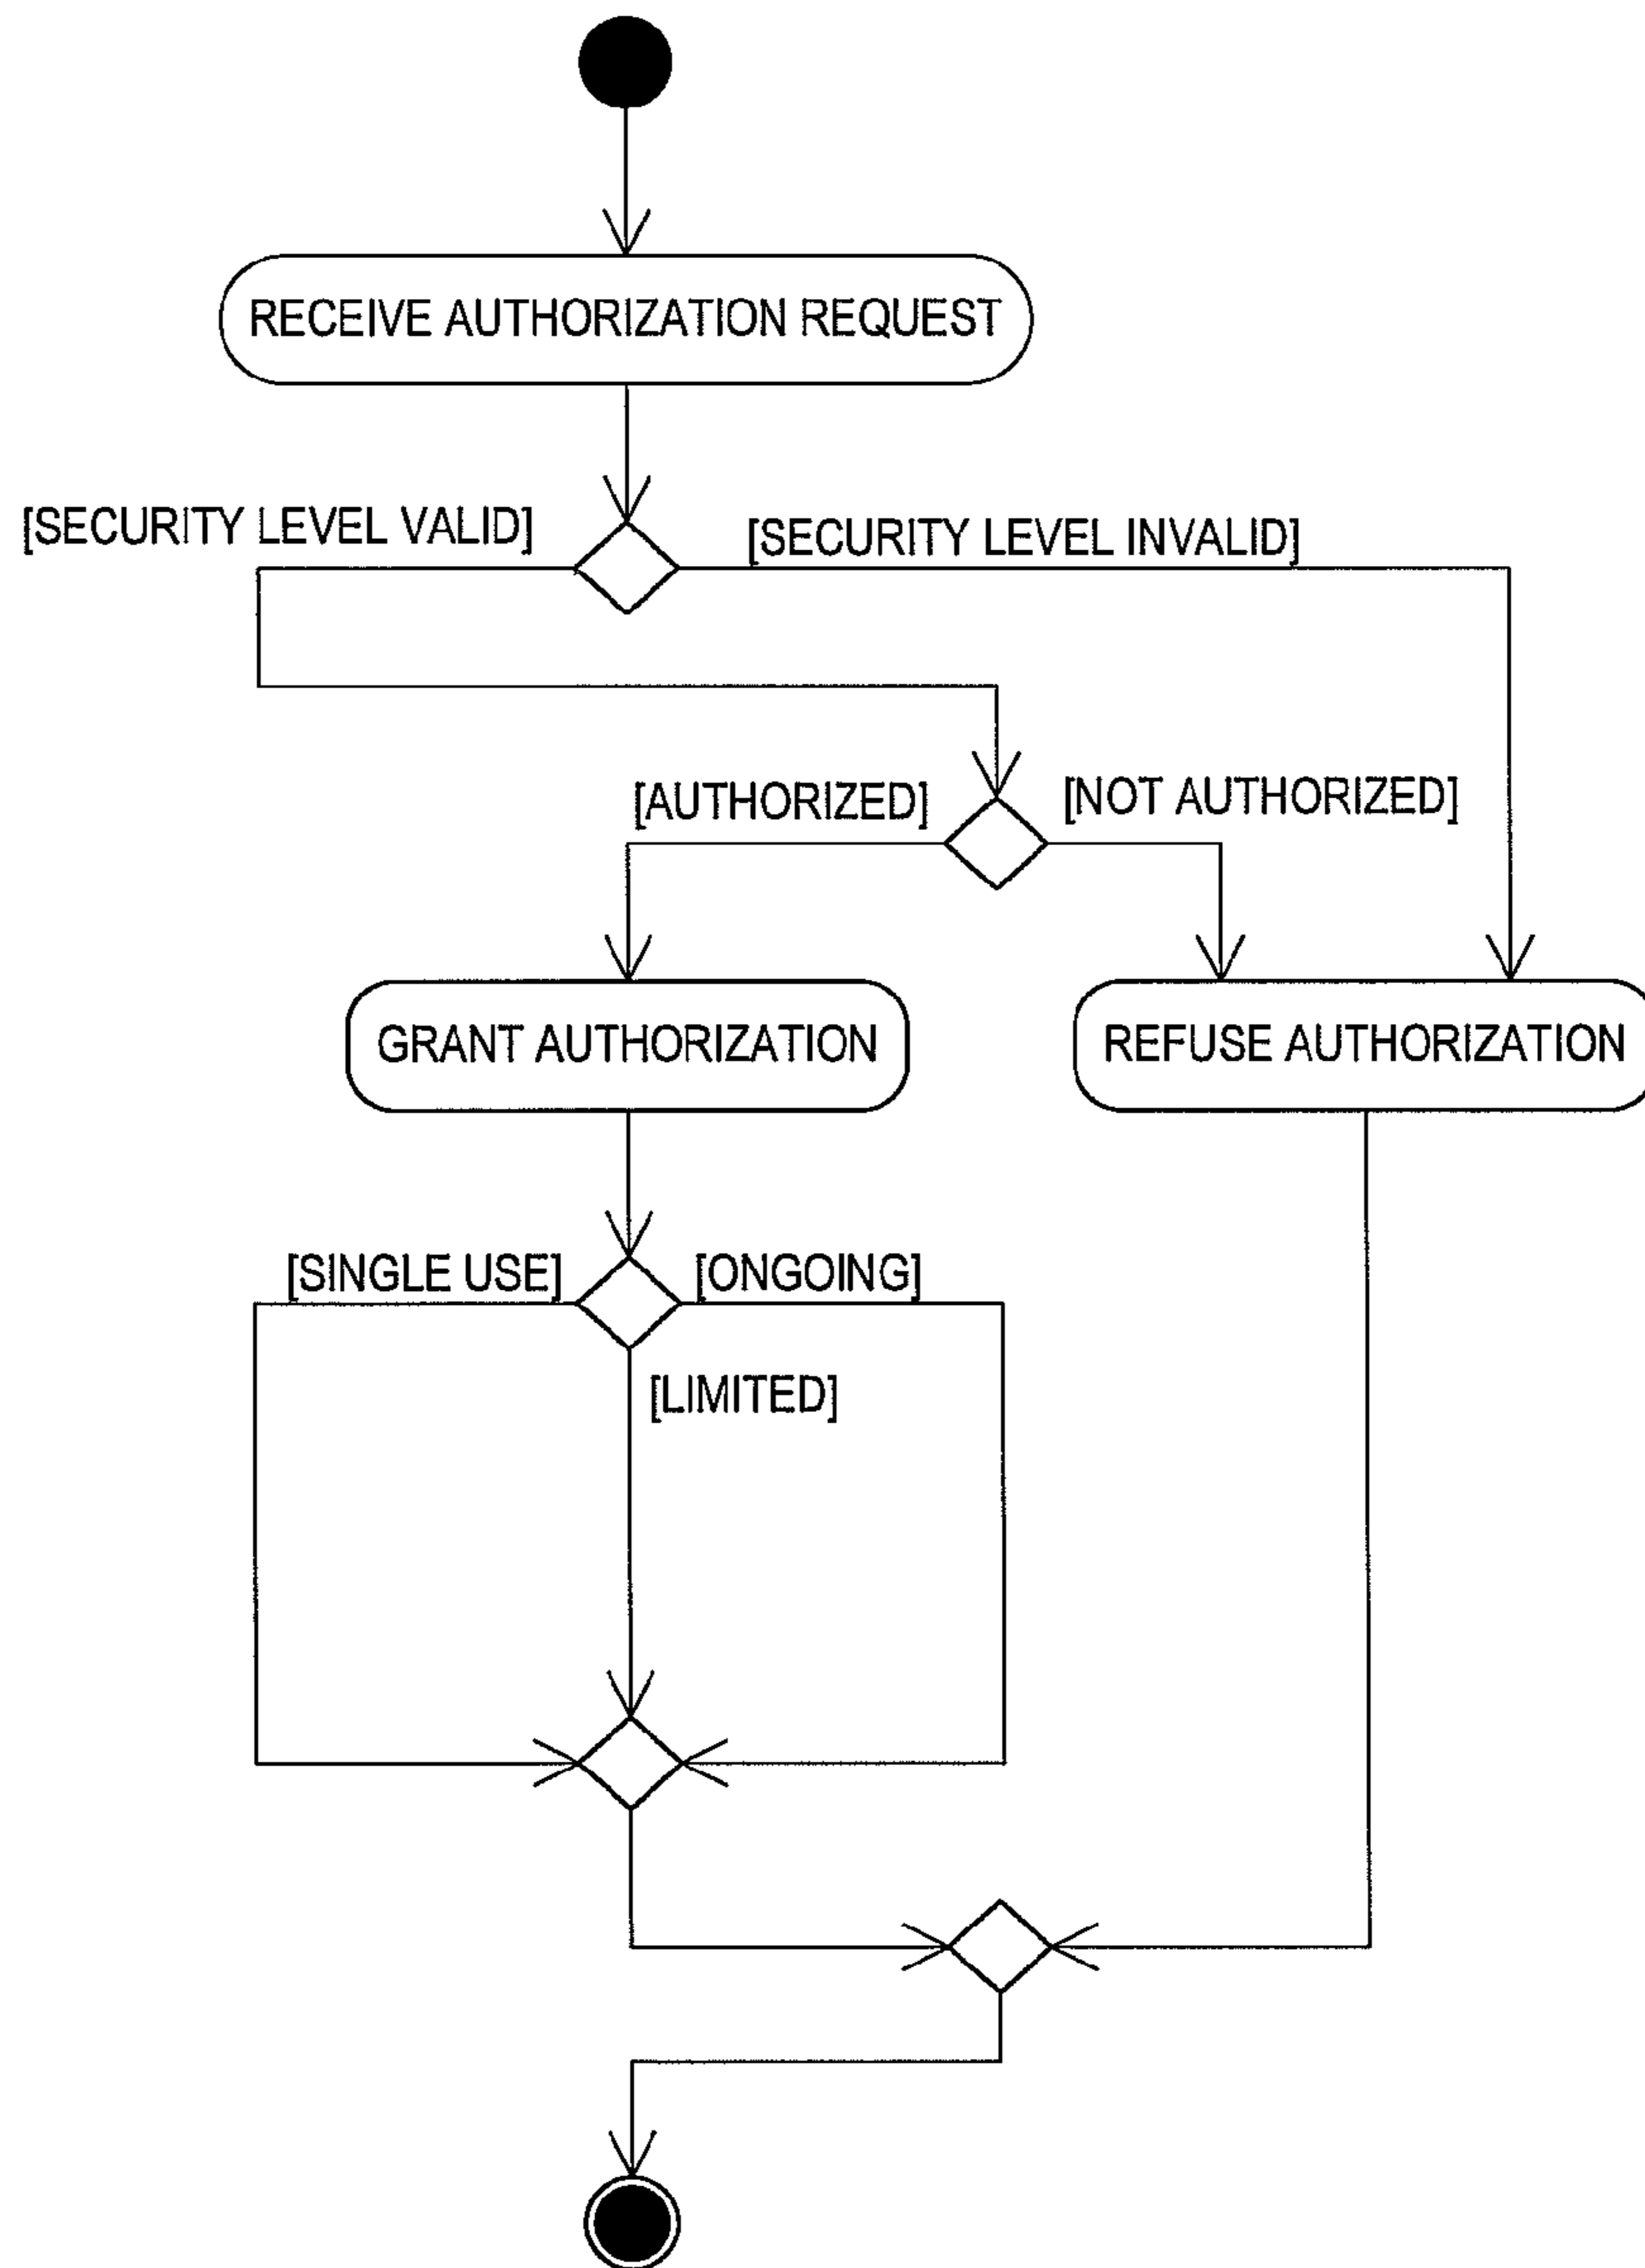 RECEIVE AUTHORIZATION REQUEST
[SECURITY LEVEL VALID]
[SECURITY LEVEL INVALID]
[AUTHORIZED]
[NOT AUTHORIZED]
GRANT AUTHORIZATION
REFUSE AUTHORIZATION
[SINGLE USE]
[ONGOING]
[LIMITED]